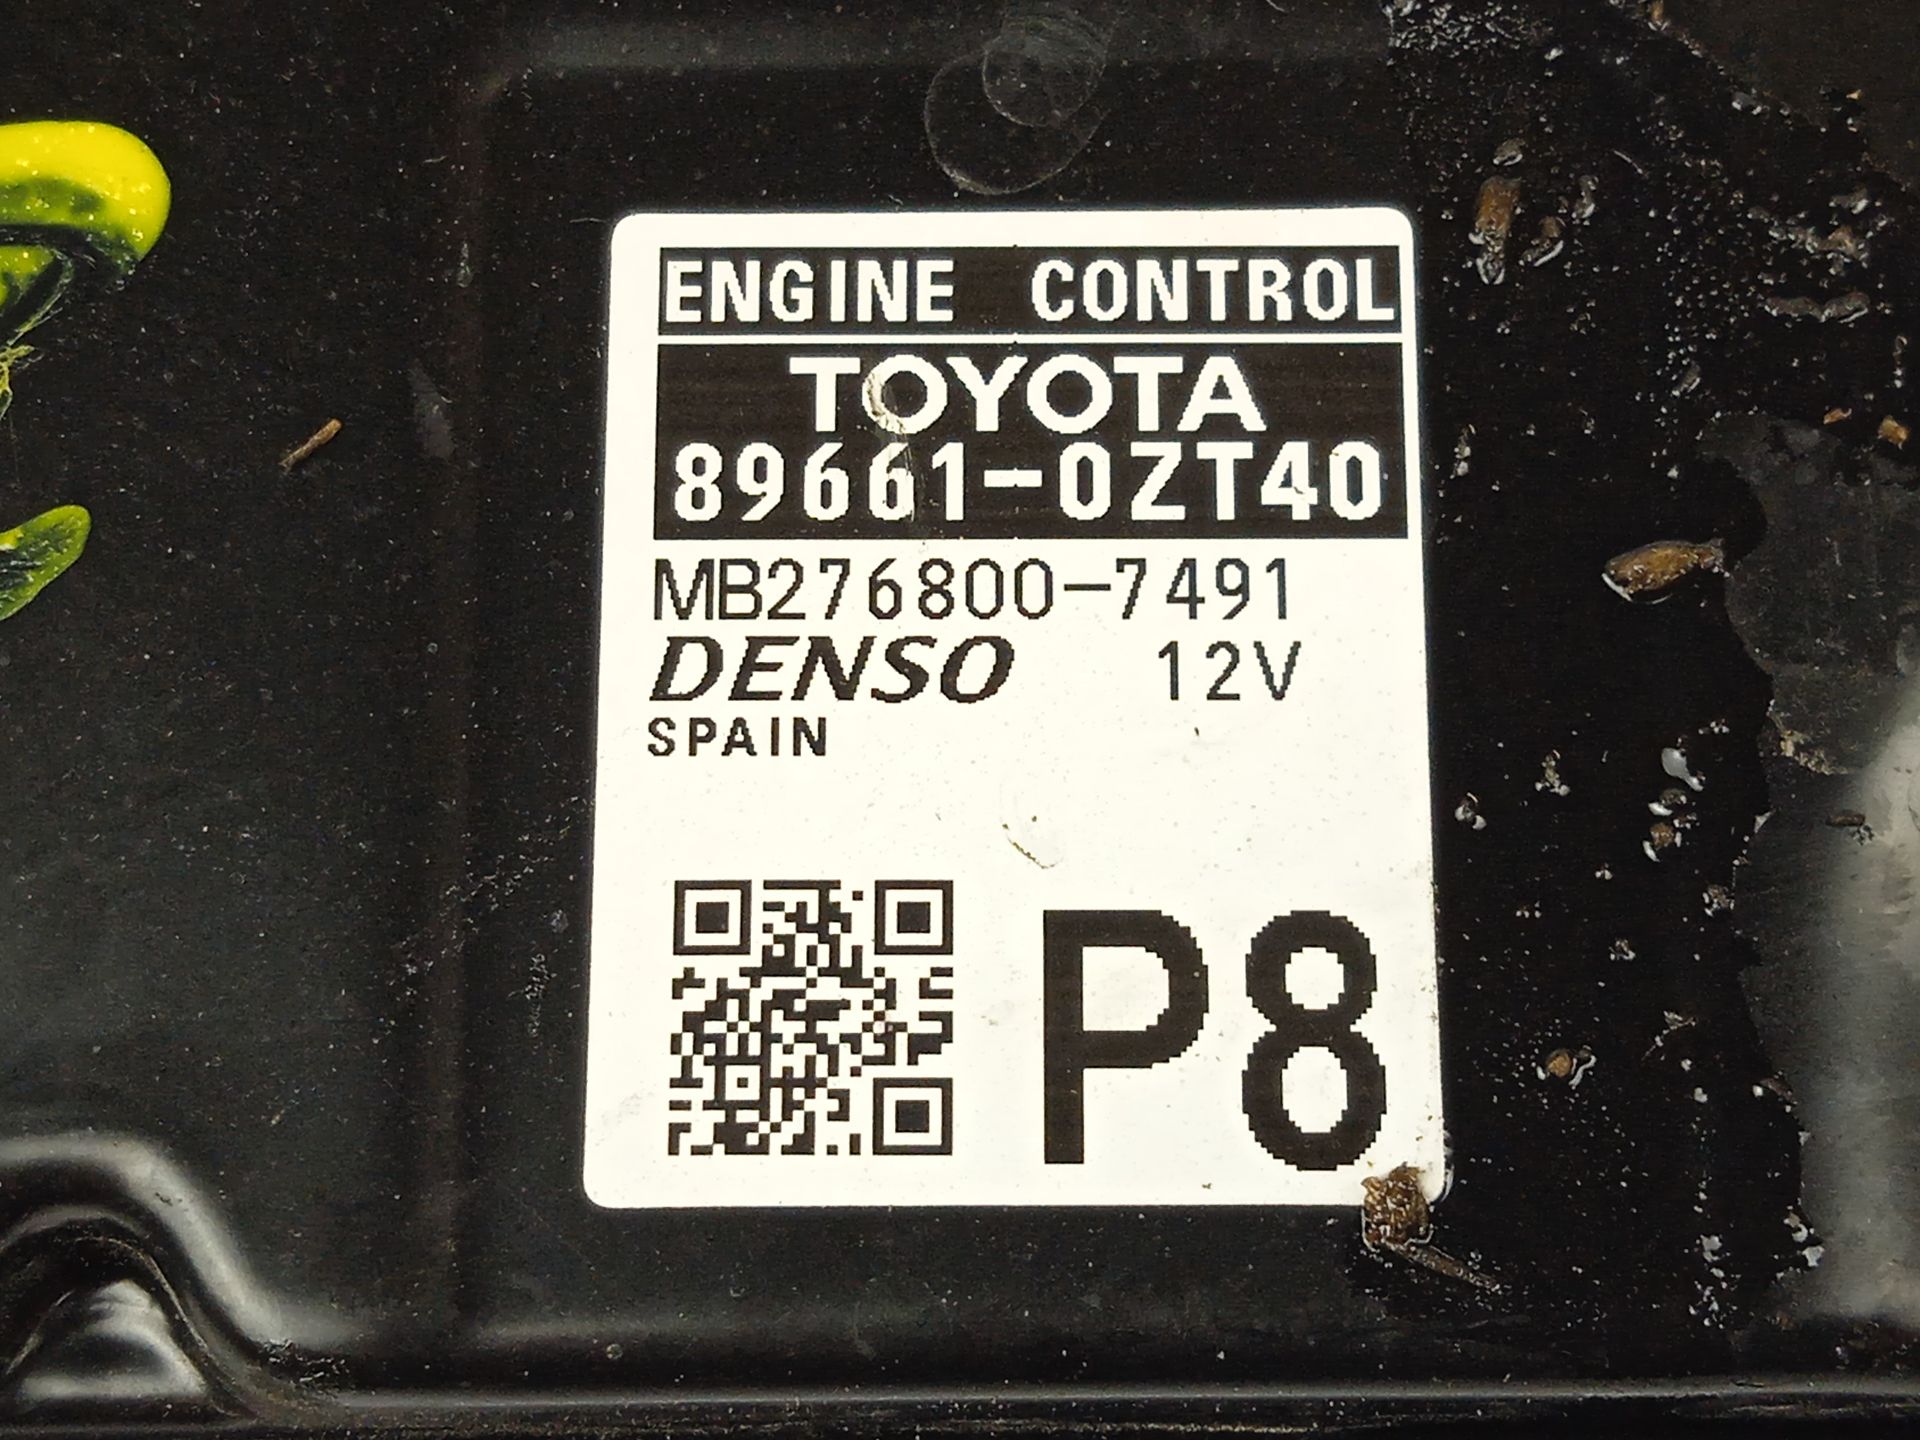 ENGINE CONTROL
TOYOTA
89661-0ZT40
MB276800-7491
DENSO 12V
SPAIN
P8